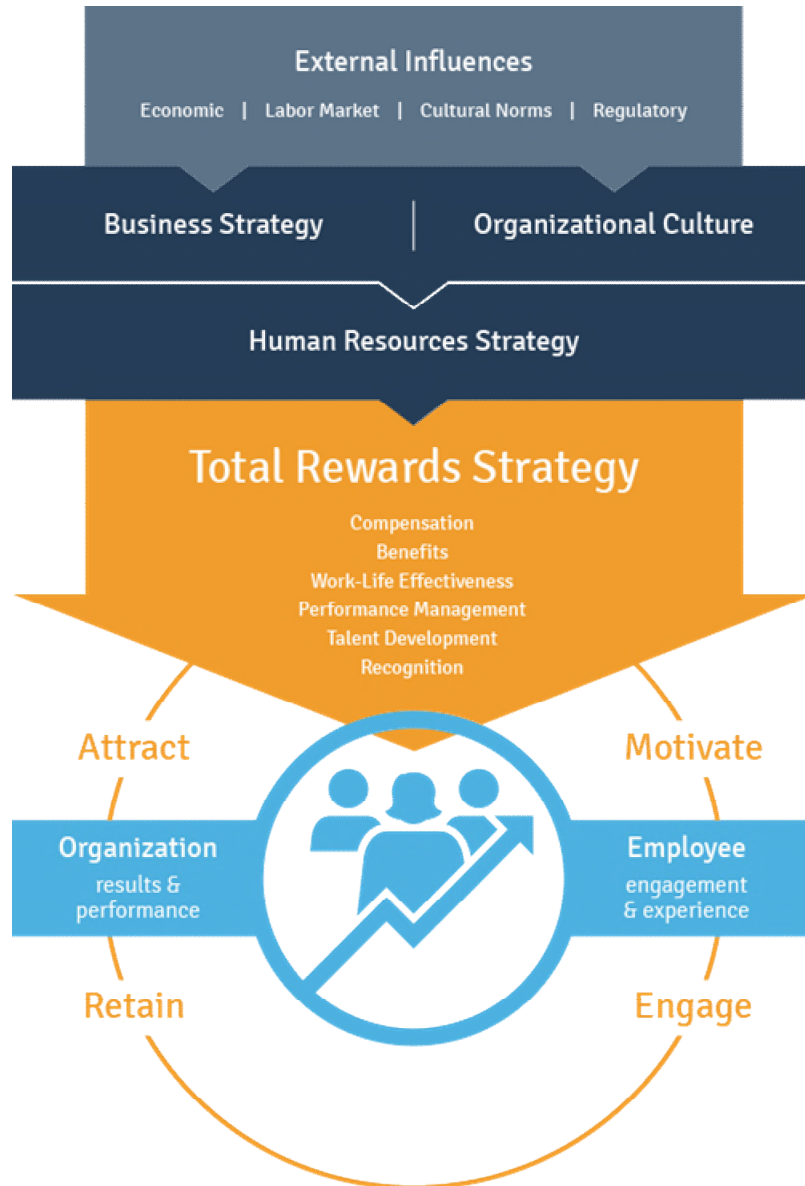 External Influences
Economic | Labor Market | Cultural Norms | Regulatory
Business Strategy | Organizational Culture
Human Resources Strategy
Total Rewards Strategy
Compensation
Benefits
Work-Life Effectiveness
Performance Management
Talent Development
Recognition
Attract
Motivate
Organization
results &
performance
Employee
engagement
& experience
Retain
Engage